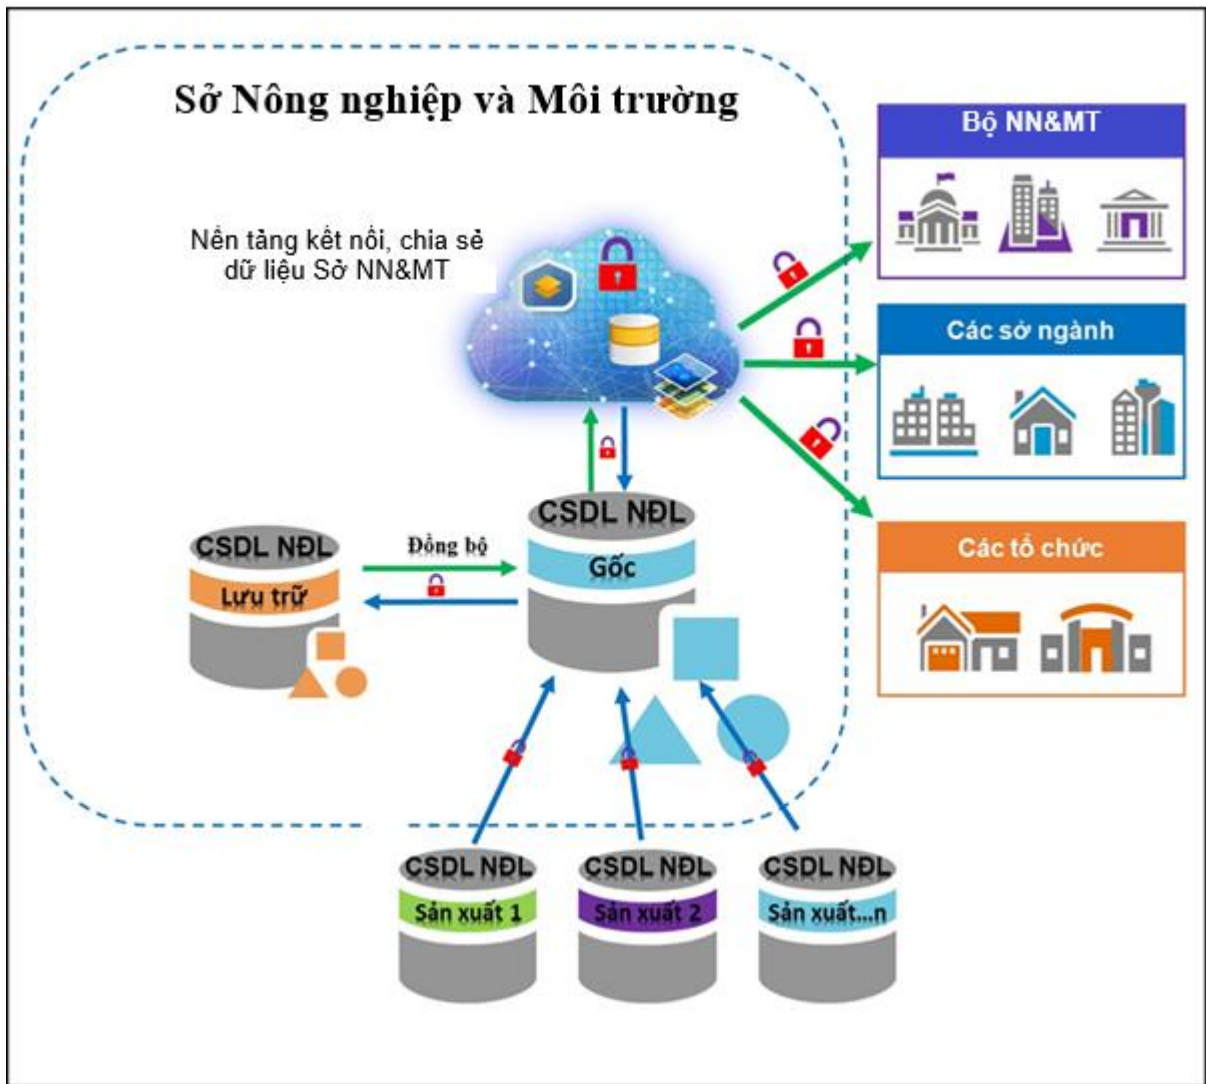 Sở Nông nghiệp và Môi trường
Bộ NN&MT
Nền tảng kết nối, chia sẻ
dữ liệu Sở NN&MT
Các sở ngành
CSDL NĐL
Gốc
CSDL NĐL
Lưu trữ
Đồng bộ
Các tổ chức
CSDL NĐL
Sản xuất 1
CSDL NĐL
Sản xuất 2
CSDL NĐL
Sản xuất...n